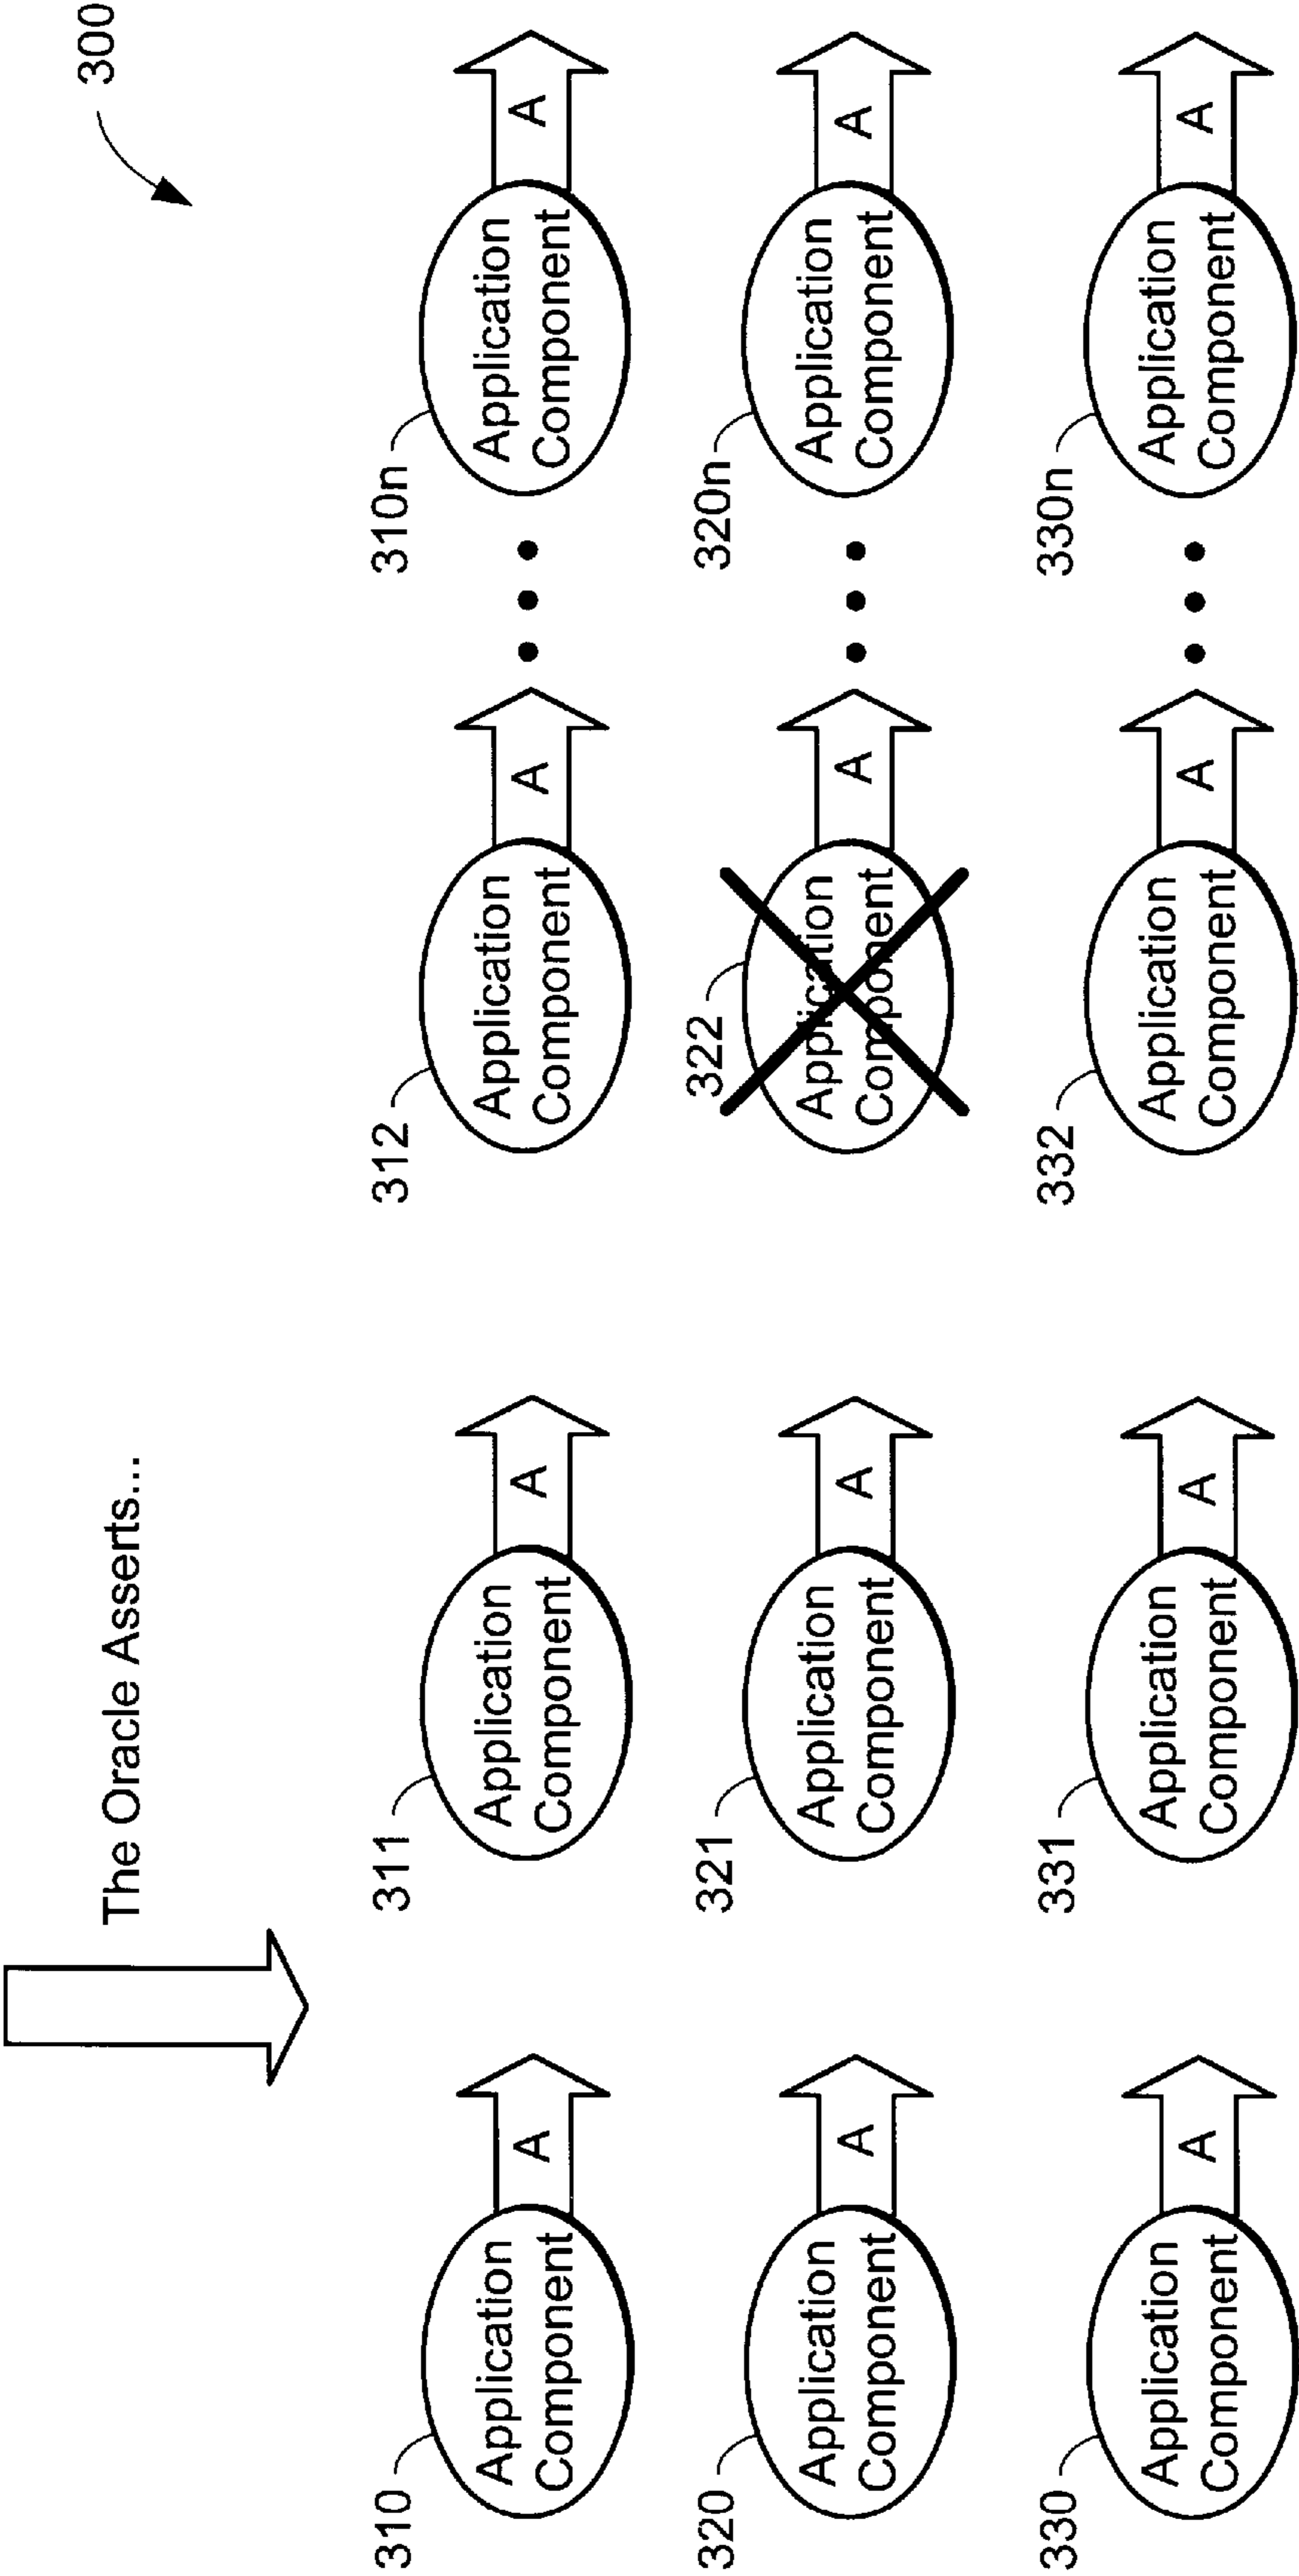 300
The Oracle Asserts...
310
Application
Component
A
311
Application
Component
A
312
Application
Component
A
310n
Application
Component
A
320
Application
Component
A
321
Application
Component
A
322
Application
Component
A
320n
Application
Component
A
330
Application
Component
A
331
Application
Component
A
332
Application
Component
A
330n
Application
Component
A